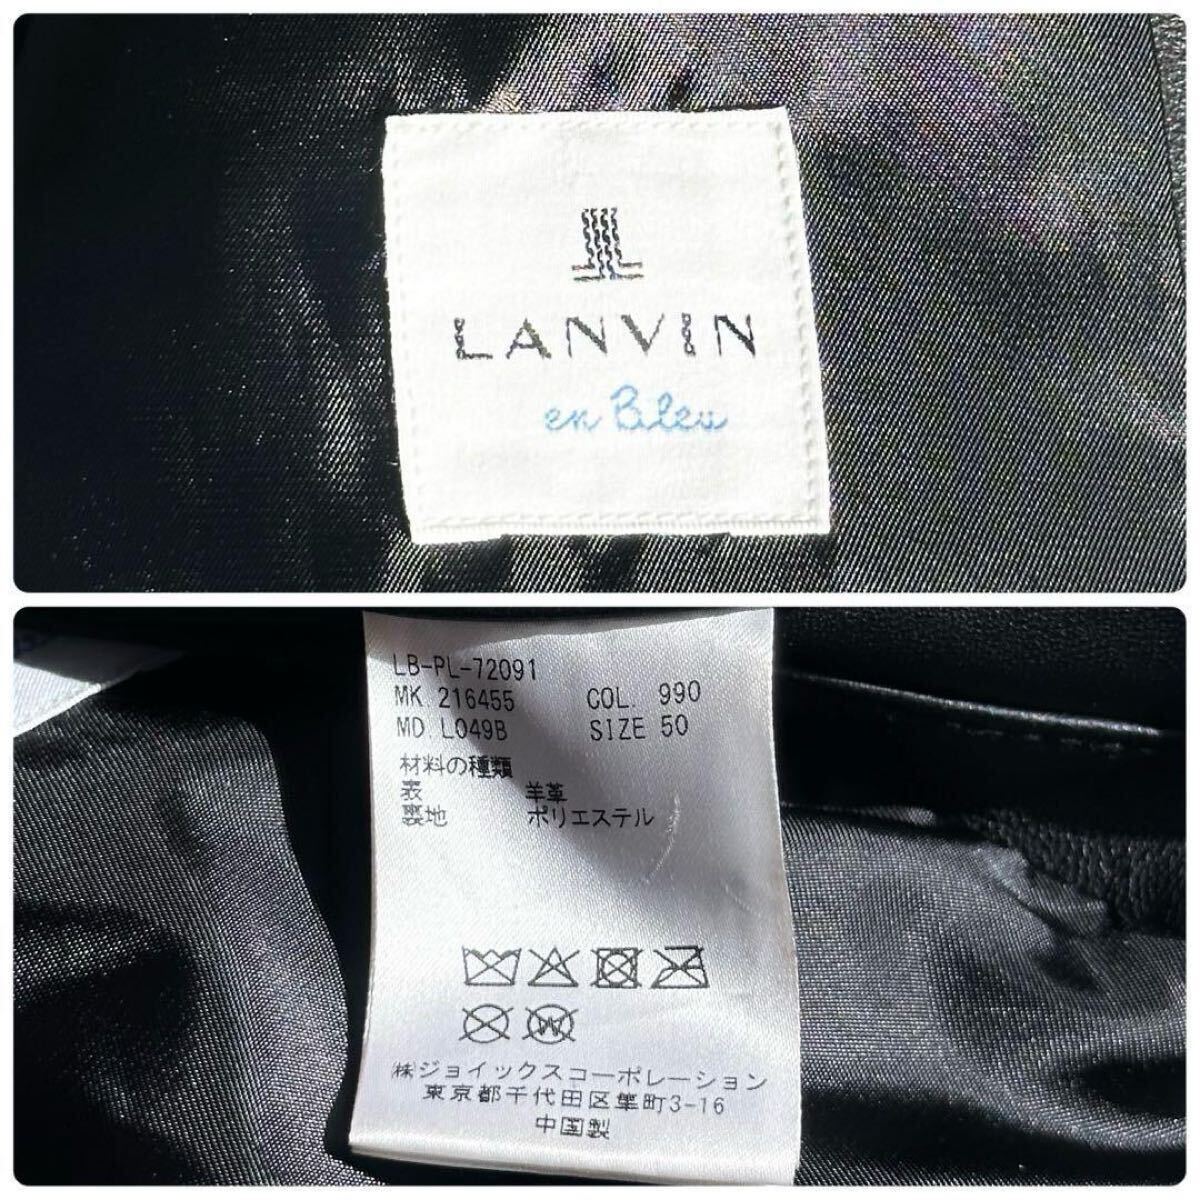 LANVIN
en Bleu
LB-PL-72091
MK 216455 COL. 990
MD L049B SIZE 50
材料の種類
表 羊革
裏地 ポリエステル
W
㈱ジョイックスコーポレーション
東京都千代田区隼町3-16
中国製